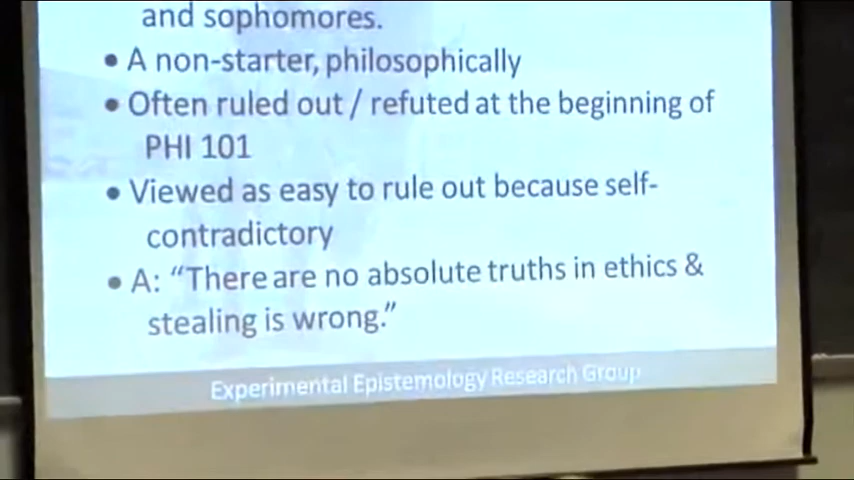 and sophomores.
• A non-starter, philosophically
• Often ruled out / refuted at the beginning of
PHI 101
• Viewed as easy to rule out because self-
contradictory
• A: “There are no absolute truths in ethics &
stealing is wrong.”
Experimental Epistemology Research Group